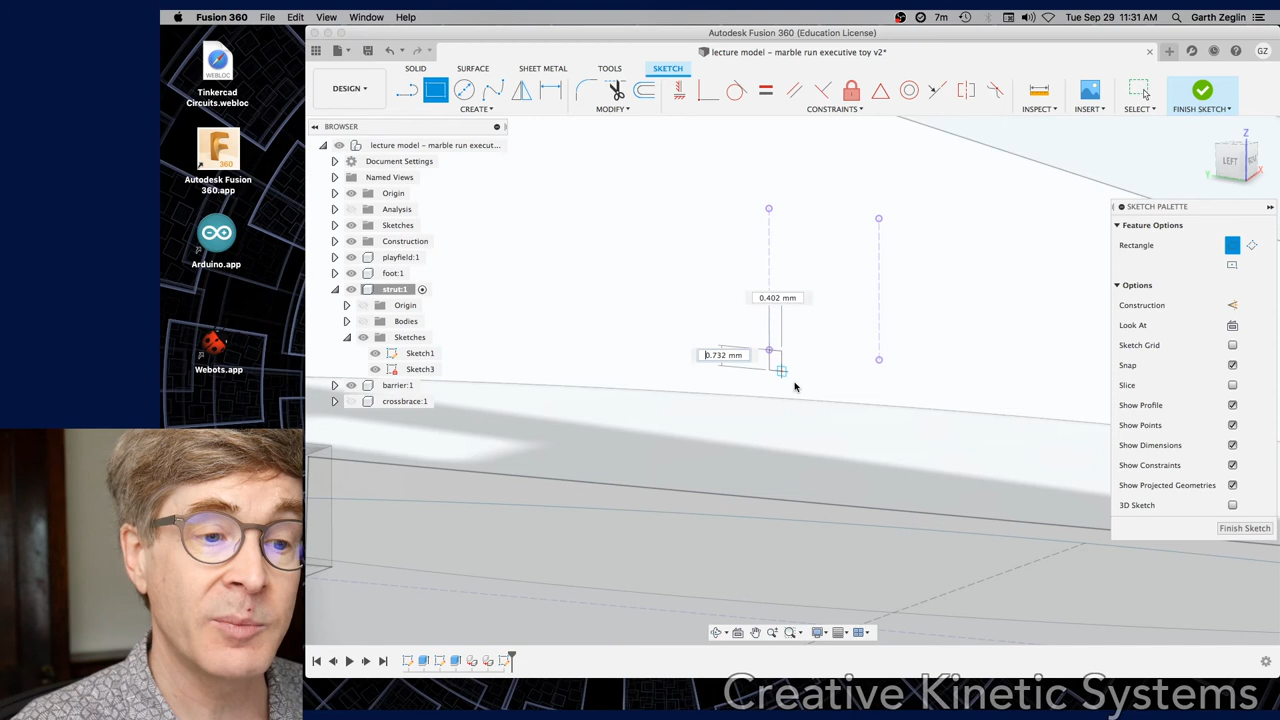 Fusion 360 File Edit View Window Help
7m
Tue Sep 29 11:31 AM
Garth Zeglin
Autodesk Fusion 360 (Education License)
lecture model – marble run executive toy v2*
GZ
WEBLOC
Tinkercad
Circuits.webloc
360
Autodesk Fusion
360.app
Arduino.app
Webots.app
SOLID SURFACE SHEET METAL TOOLS SKETCH
DESIGN
CREATE MODIFY CONSTRAINTS INSPECT INSERT SELECT FINISH SKETCH
BROWSER
lecture model – marble run execut...
Document Settings
Named Views
Origin
Analysis
Sketches
Construction
playfield:1
foot:1
strut:1
Origin
Bodies
Sketches
Sketch1
Sketch3
barrier:1
crossbrace:1
0.402 mm
0.732 mm
Z
LEFT
Y
X
SKETCH PALETTE
Feature Options
Rectangle
Options
Construction
Look At
Sketch Grid
Snap
Slice
Show Profile
Show Points
Show Dimensions
Show Constraints
Show Projected Geometries
3D Sketch
Finish Sketch
Creative Kinetic Systems